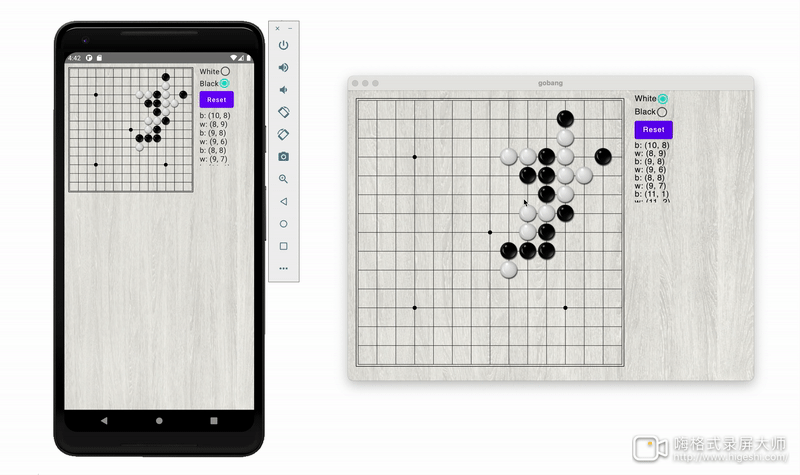 4:42
White
Black
Reset
b: (10, 8)
w: (8, 9)
b: (9, 8)
w: (9, 6)
b: (8, 8)
w: (9, 7)
gobang
White
Black
Reset
b: (10, 8)
w: (8, 9)
b: (9, 8)
w: (9, 6)
b: (8, 8)
w: (9, 7)
b: (11, 1)
嗨格式录屏大师
http://www.higeshi.com/